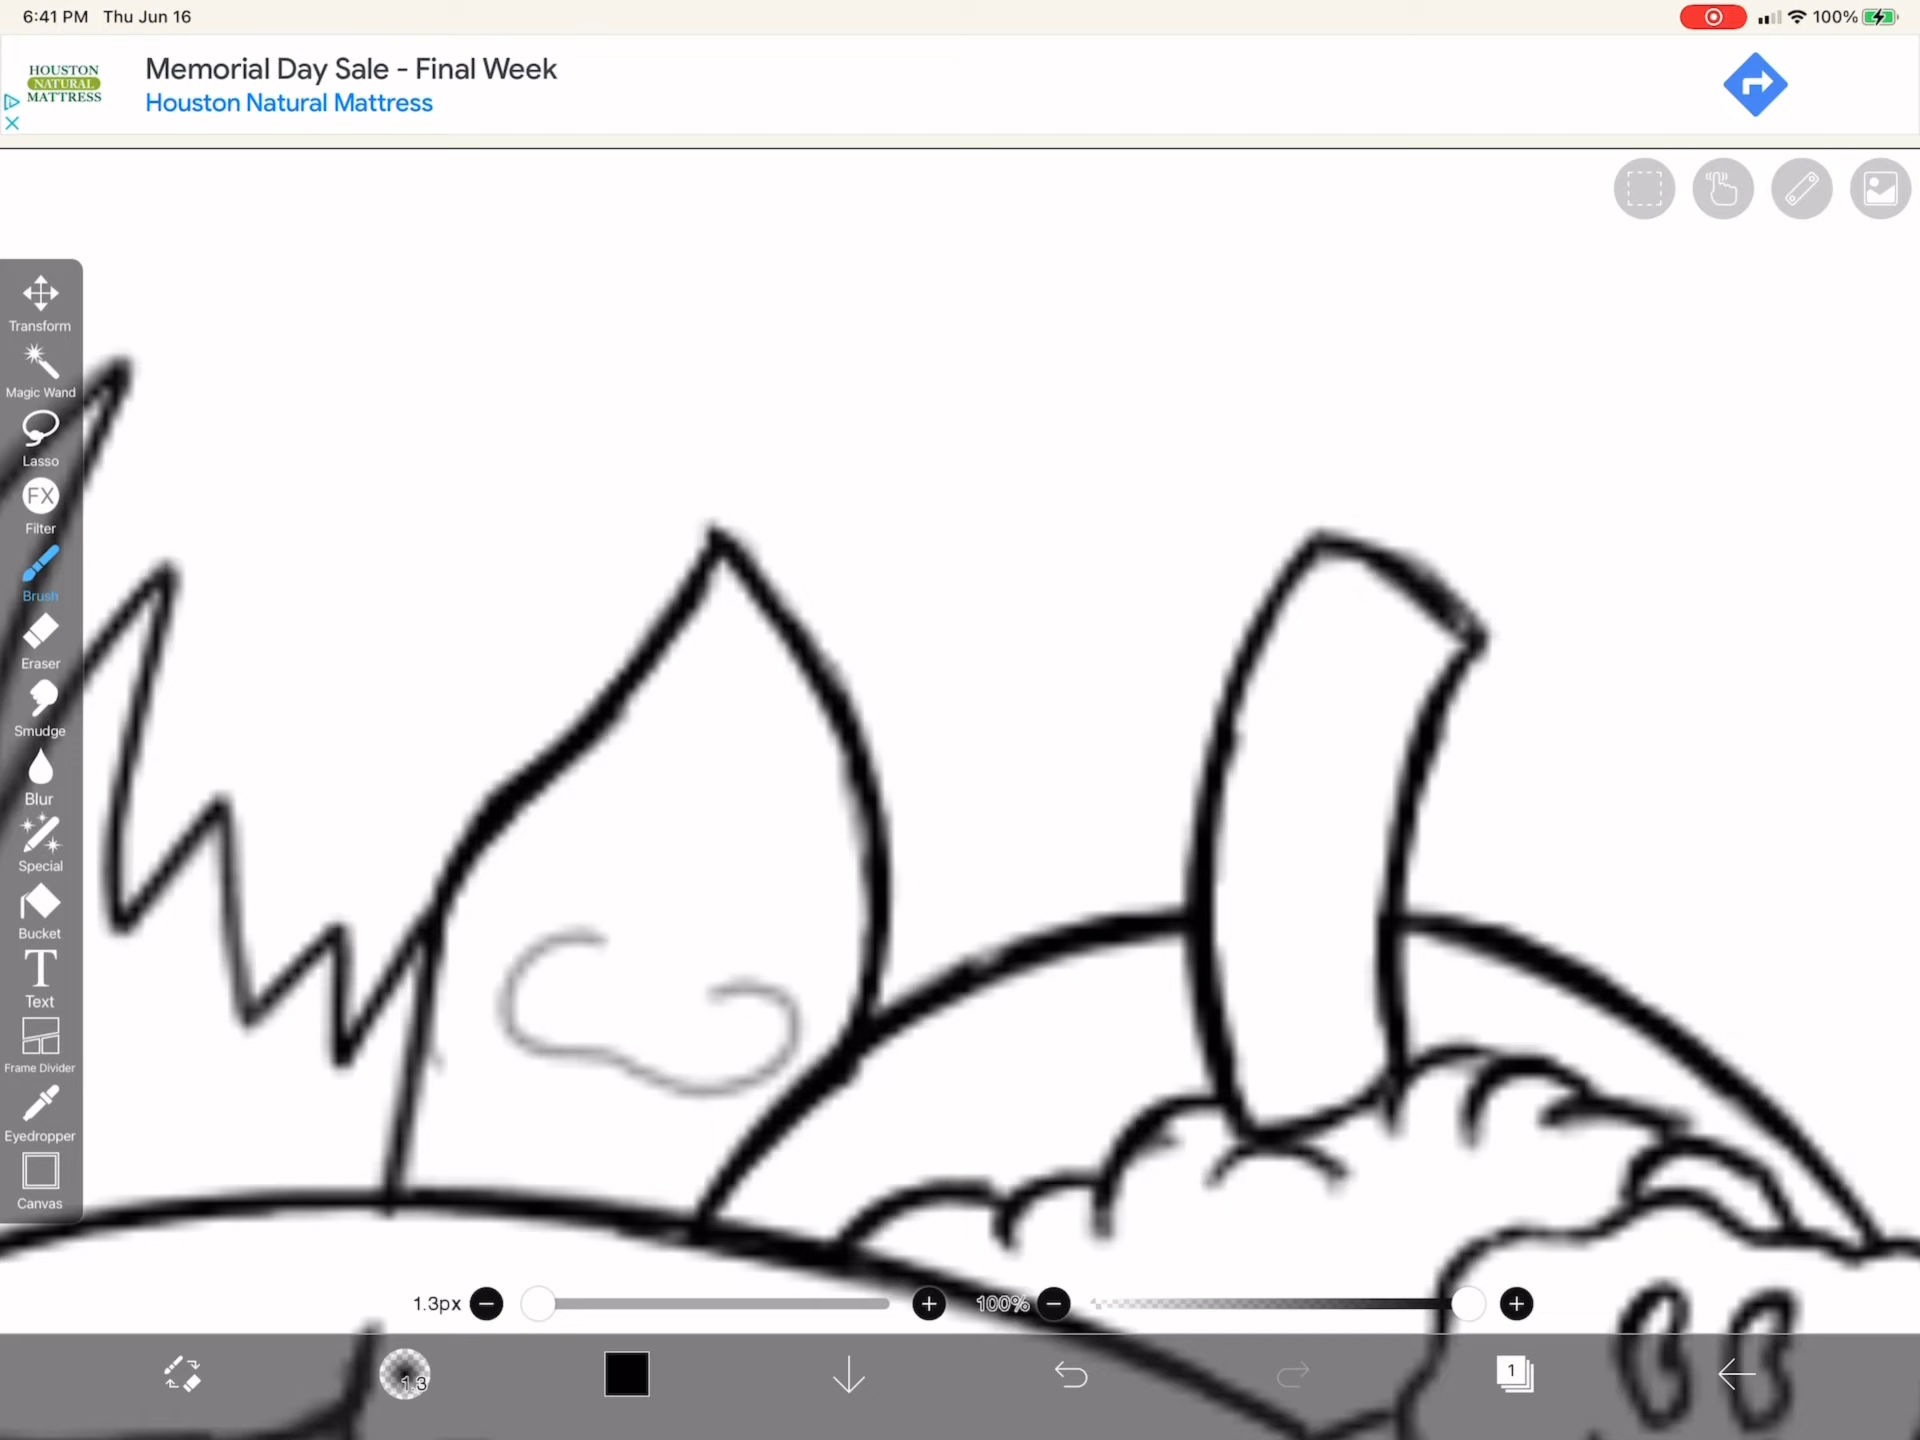 6:41 PM Thu Jun 16
100%
HOUSTON
NATURAL
MATTRESS
Memorial Day Sale - Final Week
Houston Natural Mattress
Transform
Magic Wand
Lasso
FX
Filter
Brush
Eraser
Smudge
Blur
Special
Bucket
T
Text
Frame Divider
Eyedropper
Canvas
1.3px
100%
1.3
1